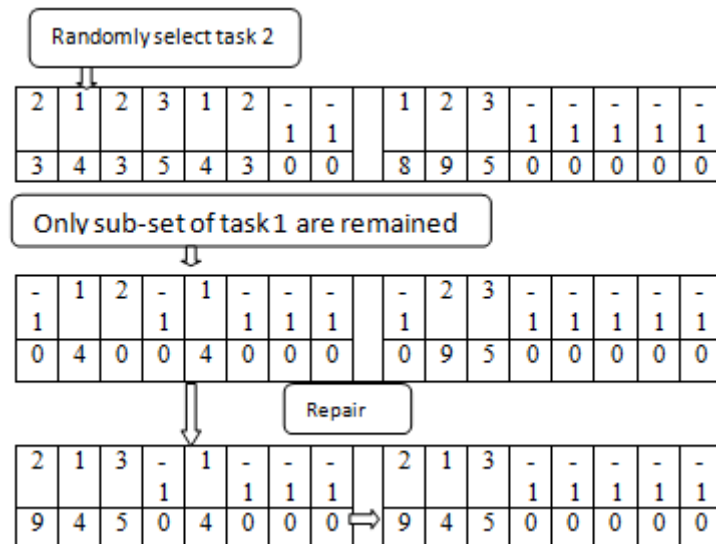 Randomly select task 2
2 1 2 3 1 2 -1 -1 1 2 3 -1 -1 -1 -1 -1
3 4 3 5 4 3 0 0 8 9 5 0 0 0 0 0
Only sub-set of task 1 are remained
-1 1 2 -1 1 -1 -1 -1 -1 2 3 -1 -1 -1 -1 -1
0 4 0 0 4 0 0 0 0 9 5 0 0 0 0 0
Repair
2 1 3 -1 1 -1 -1 -1 2 1 3 -1 -1 -1 -1 -1
9 4 5 0 4 0 0 0 9 4 5 0 0 0 0 0